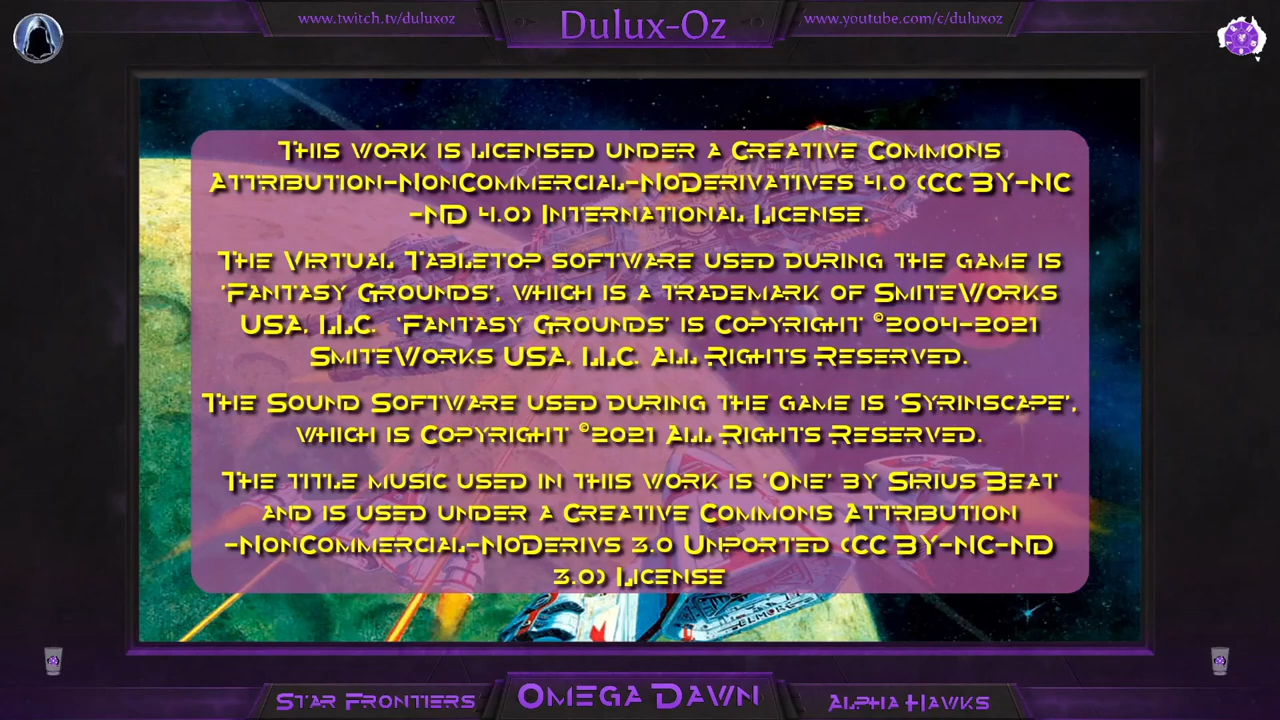 www.twitch.tv/duluxoz
Dulux-Oz
www.youtube.com/c/duluxoz
This work is licensed under a Creative Commons
Attribution-NonCommercial-NoDerivatives 4.0 (CC BY-NC
-ND 4.0) International License.
The Virtual Tabletop software used during the game is
'Fantasy Grounds', which is a trademark of SmiteWorks
USA, LLC. 'Fantasy Grounds' is Copyright ©2004-2021
SmiteWorks USA, LLC. All Rights Reserved.
The Sound Software used during the game is 'Syrinscape',
which is Copyright ©2021 All Rights Reserved.
The title music used in this work is 'One' by Sirius Beat
and is used under a Creative Commons Attribution
-NonCommercial-NoDerivs 3.0 Unported (CC BY-NC-ND
3.0) License
ELMORE
Star Frontiers
Omega Dawn
Alpha Hawks